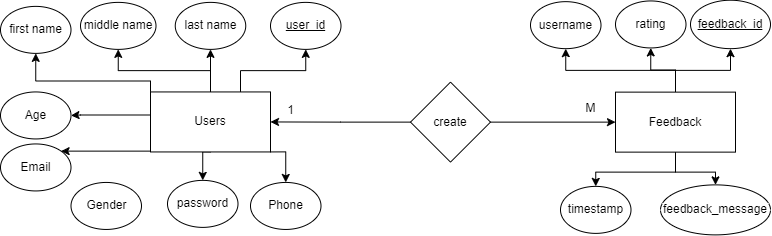 first name
middle name
last name
user_id
username
rating
feedback_id
Age
Users
1
create
M
Feedback
Email
Gender
password
Phone
timestamp
feedback_message